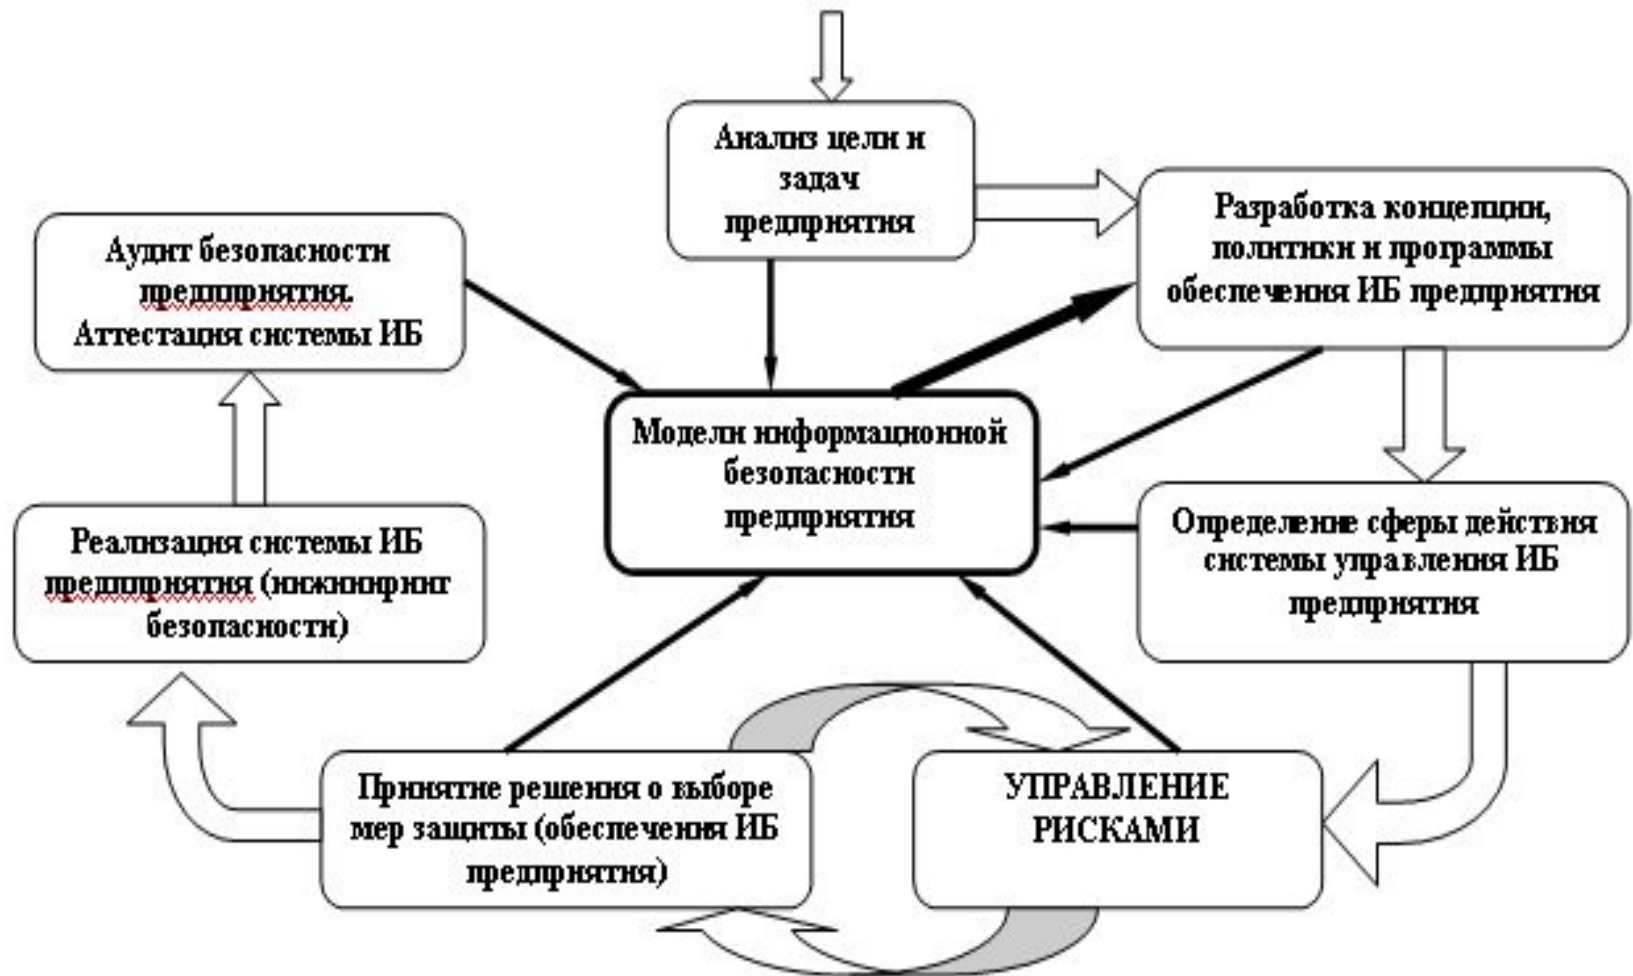 Анализ цели и
задач
предприятия
Разработка концепции,
политики и программы
обеспечения ИБ предприятия
Аудит безопасности
предпприятия.
Аттестация системы ИБ
Модели информационной
безопасности
предприятия
Определение сферы действия
системы управления ИБ
предприятия
Реализация системы ИБ
предпприятия (инжиниринг
безопасности)
Принятие решения о выборе
мер защиты (обеспечения ИБ
предприятия)
УПРАВЛЕНИЕ
РИСКАМИ